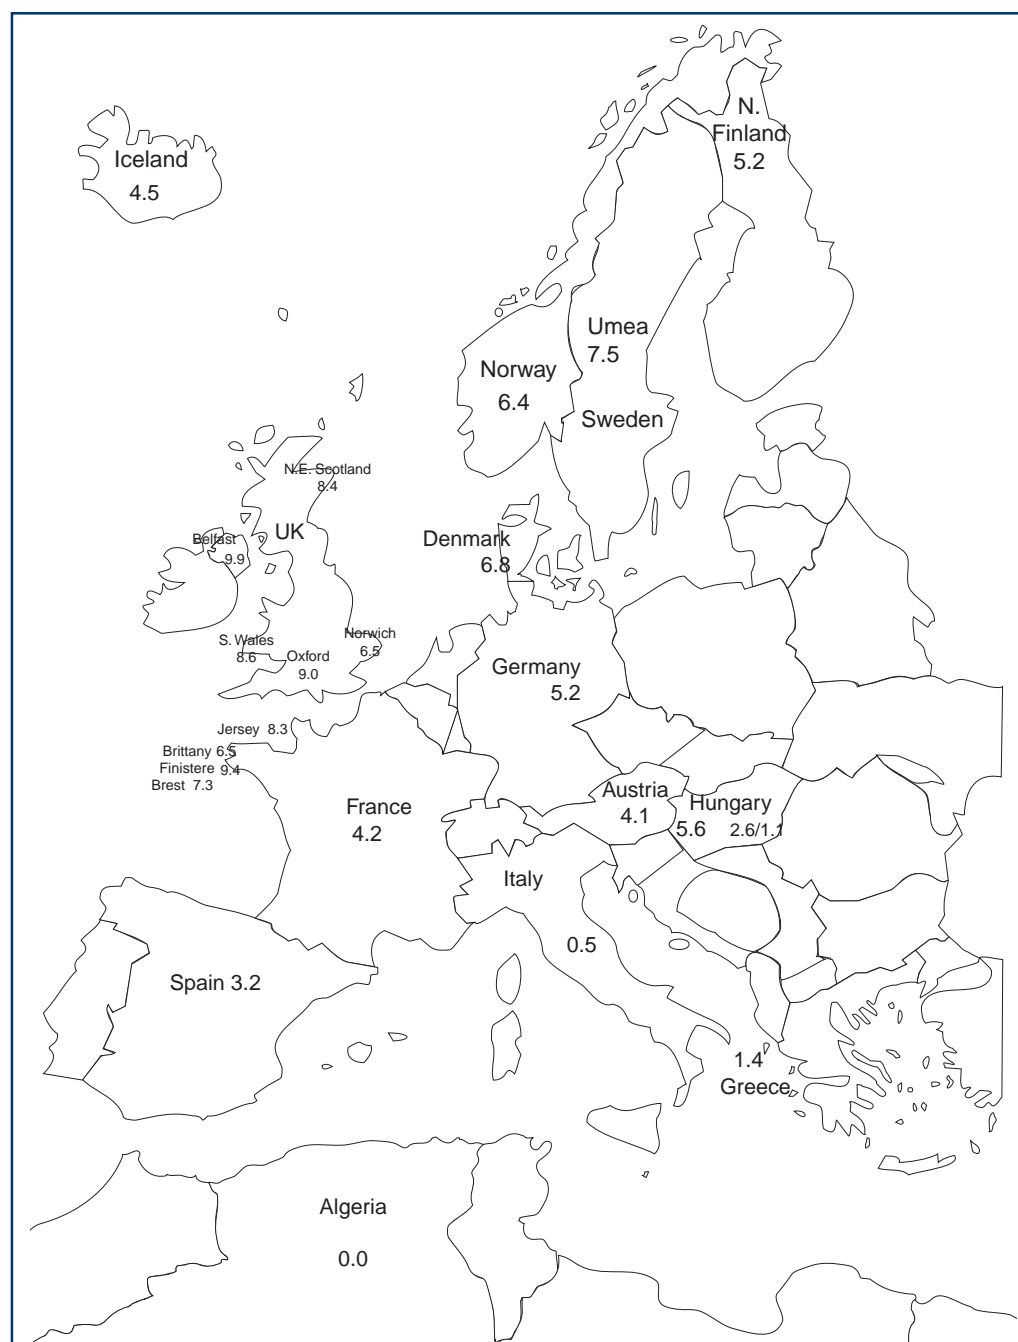 N.
Finland
5.2
Iceland
4.5
Umea
7.5
Norway
6.4
Sweden
N.E. Scotland
8.4
UK
Belfast
9.9
Denmark
6.8
S. Wales
8.6
Oxford
9.0
Norwich
6.5
Germany
5.2
Jersey 8.3
Brittany 6.5
Finistere 9.4
Brest 7.3
France
4.2
Austria
4.1
Hungary
5.6 2.6/1.1
Italy
0.5
Spain 3.2
1.4
Greece
Algeria
0.0